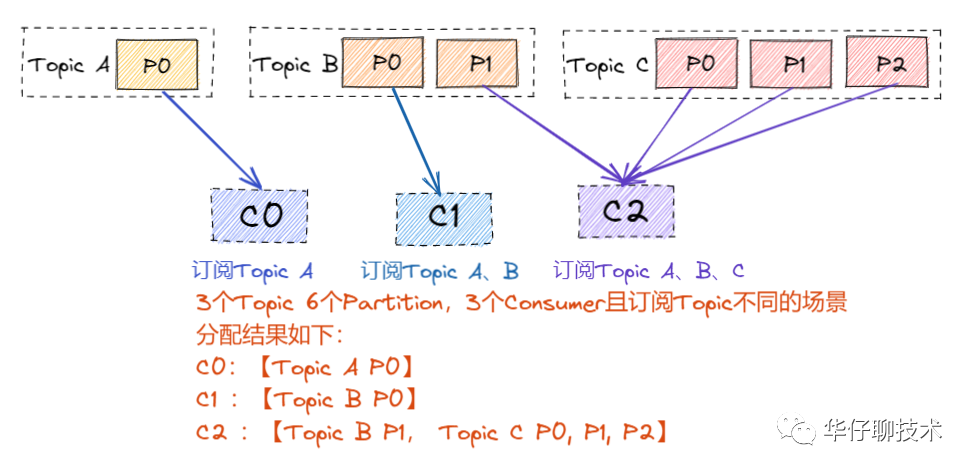 Topic A P0 Topic B P0 P1 Topic C P0 P1 P2
C0 C1 C2
订阅Topic A 订阅Topic A、B 订阅Topic A、B、C
3个Topic 6个Partition，3个Consumer且订阅Topic不同的场景
分配结果如下：
C0：【Topic A P0】
C1 ：【Topic B P0】
C2 ：【Topic B P1， Topic C P0, P1, P2】
华仔聊技术